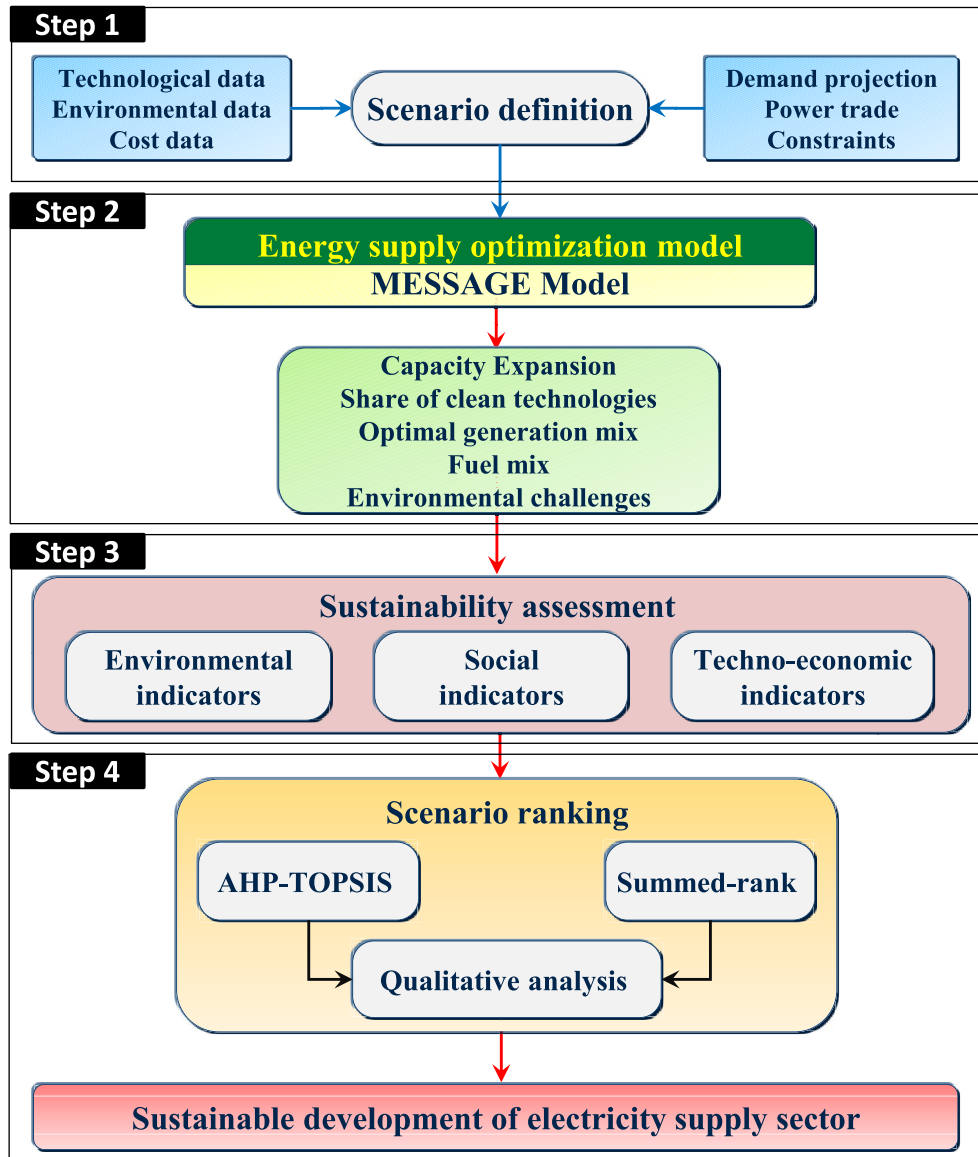 Step 1
Technological data
Environmental data
Cost data
Scenario definition
Demand projection
Power trade
Constraints
Step 2
Energy supply optimization model
MESSAGE Model
Capacity Expansion
Share of clean technologies
Optimal generation mix
Fuel mix
Environmental challenges
Step 3
Sustainability assessment
Environmental
indicators
Social
indicators
Techno-economic
indicators
Step 4
Scenario ranking
AHP-TOPSIS
Summed-rank
Qualitative analysis
Sustainable development of electricity supply sector